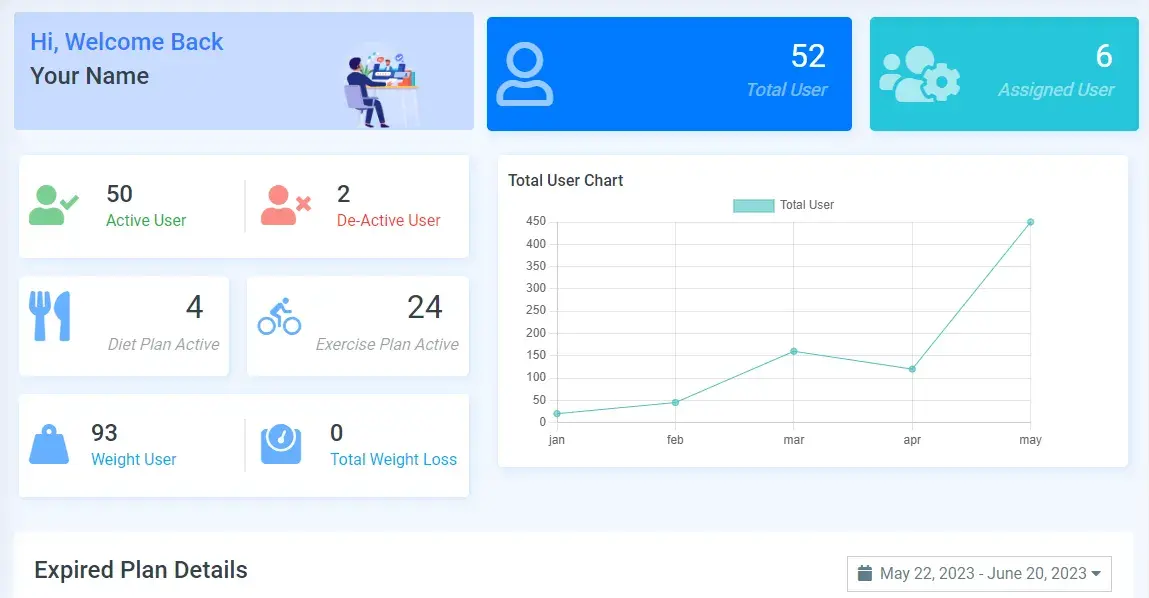 Hi, Welcome Back
Your Name
52
Total User
6
Assigned User
50
Active User
2
De-Active User
4
Diet Plan Active
24
Exercise Plan Active
93
Weight User
0
Total Weight Loss
Total User Chart
Total User
450
400
350
300
250
200
150
100
50
0
jan feb mar apr may
Expired Plan Details
May 22, 2023 - June 20, 2023